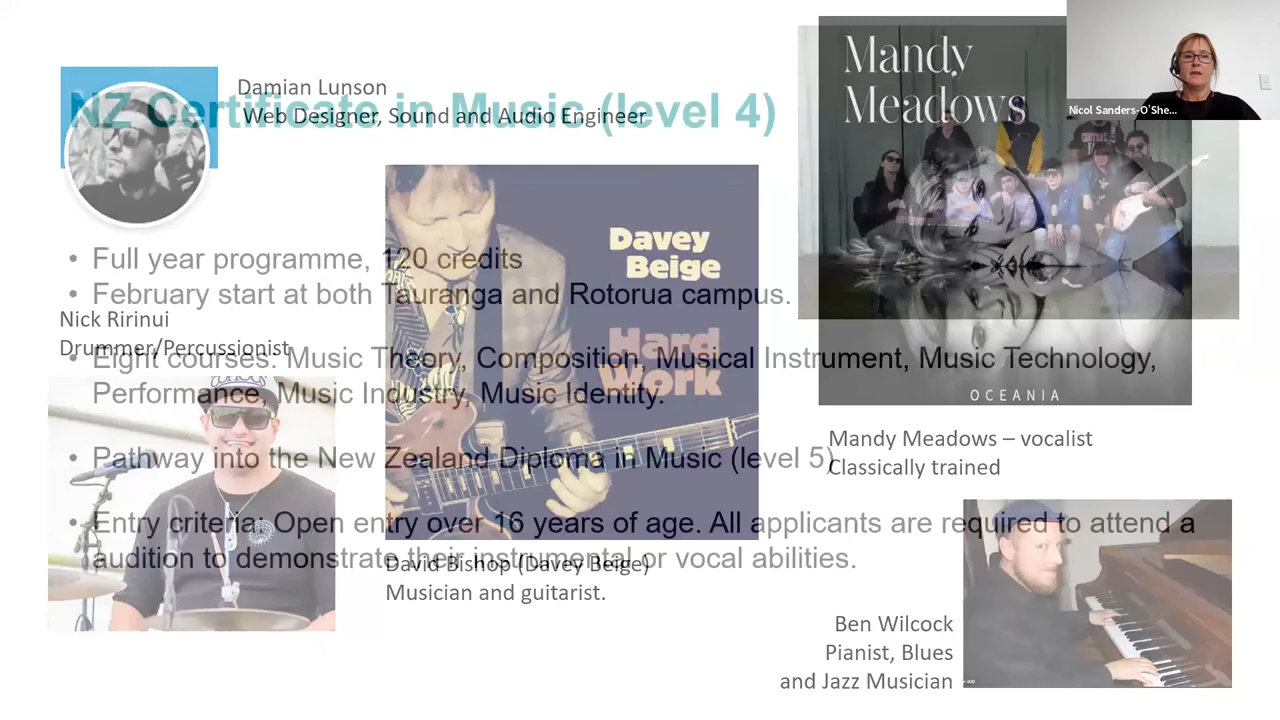 Damian Lunson
NZ Certificate in Music (level 4)
Web Designer, Sound and Audio Engineer
Mandy
Meadows
Nicol Sanders-O'She...
Davey
Beige
• Full year programme, 120 credits
• February start at both Tauranga and Rotorua campus.
Nick Ririnui
Drummer/Percussionist
Hard
Work
• Eight courses: Music Theory, Composition, Musical Instrument, Music Technology,
Performance, Music Industry, Music Identity.
OCEANIA
Mandy Meadows – vocalist
Classically trained
• Pathway into the New Zealand Diploma in Music (level 5)
• Entry criteria: Open entry over 16 years of age. All applicants are required to attend a
audition to demonstrate their instrumental or vocal abilities.
David Bishop (Davey Beige)
Musician and guitarist.
Ben Wilcock
Pianist, Blues
and Jazz Musician